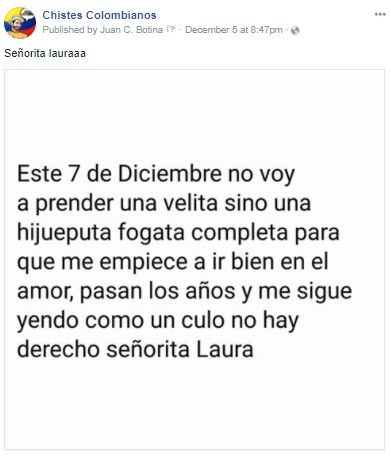 Chistes Colombianos
Published by Juan C. Botina [?] · December 5 at 8:47pm ·
Señorita lauraaa
Este 7 de Diciembre no voy
a prender una velita sino una
hijueputa fogata completa para
que me empiece a ir bien en el
amor, pasan los años y me sigue
yendo como un culo no hay
derecho señorita Laura